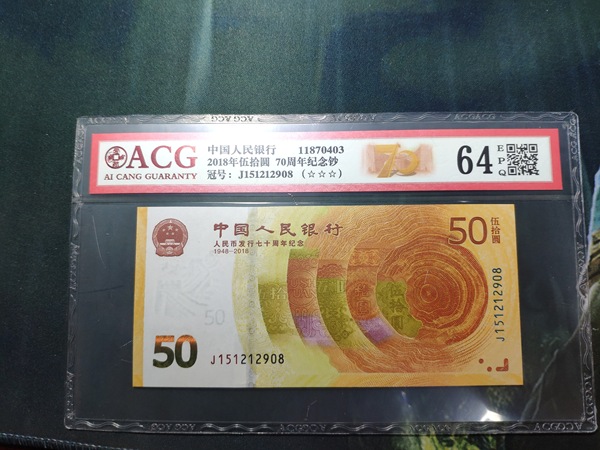 ACG
AI CANG GUARANTY
中国人民银行 11870403
2018年伍拾圆 70周年纪念钞
冠号: J151212908 (☆☆☆)
70
64
EPQ
中国人民银行
人民币发行七十周年纪念
1948-2018
50
伍拾圆
J151212908
50
50
J151212908